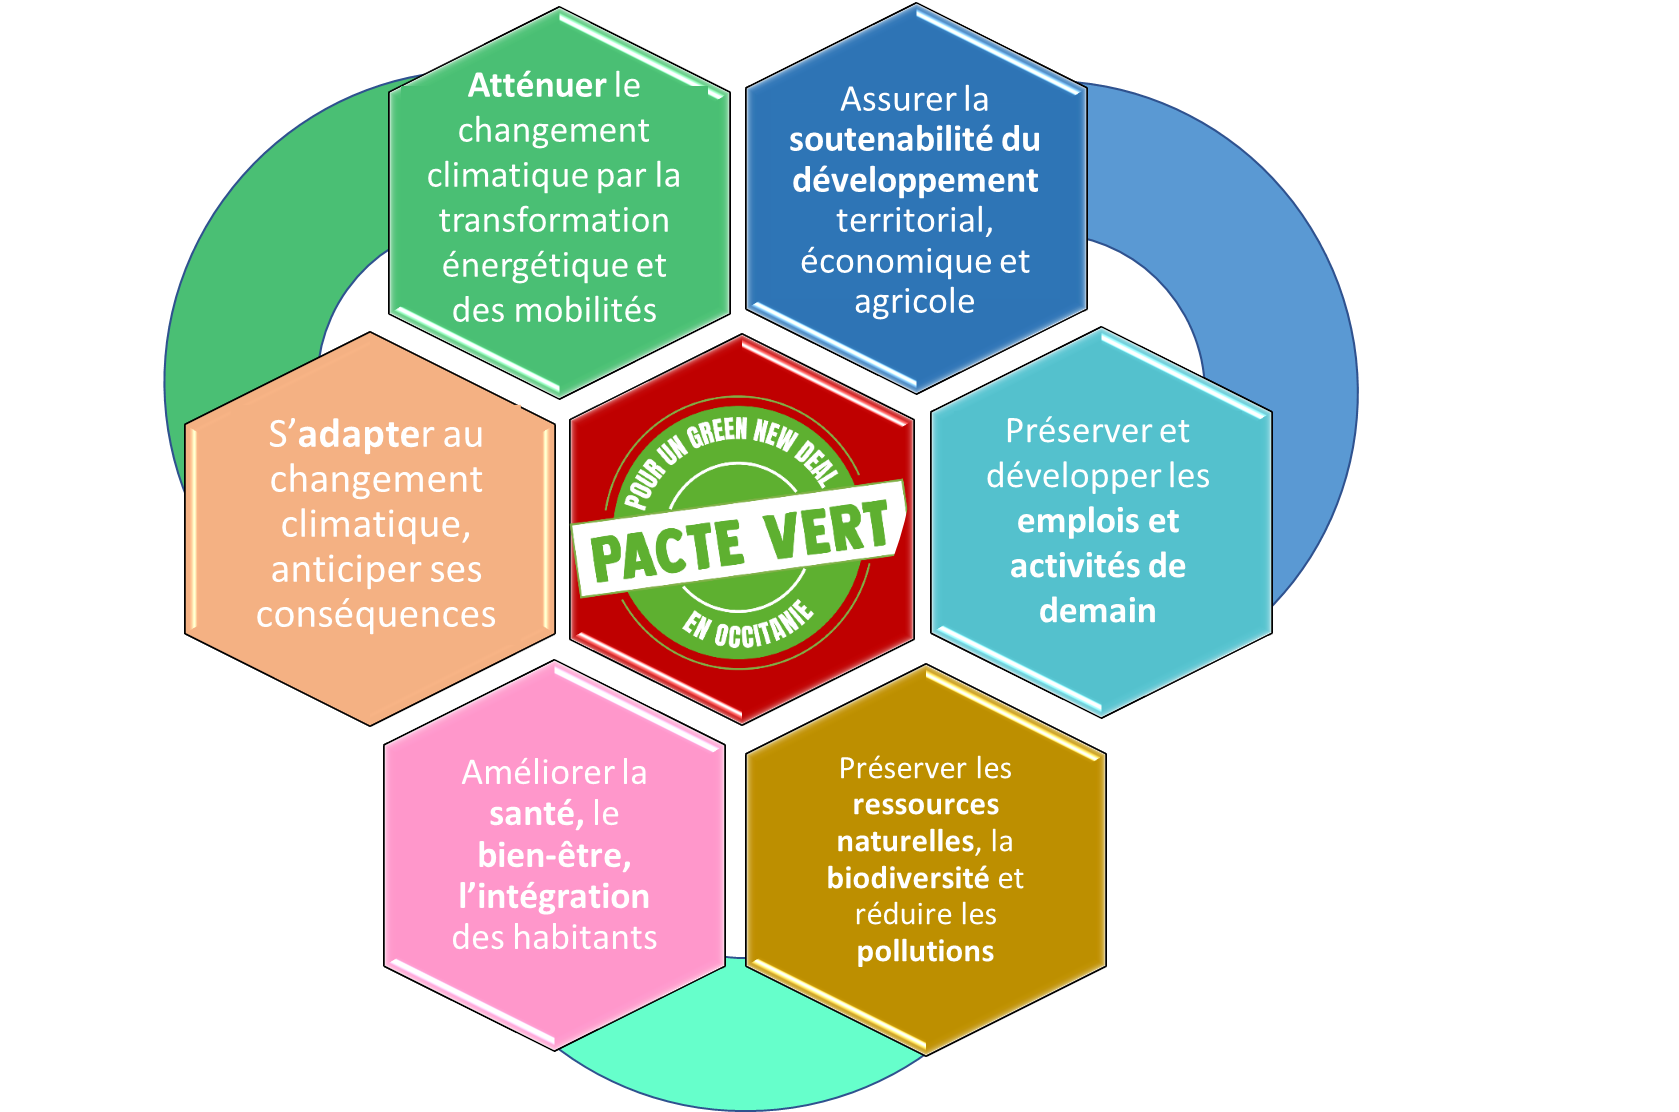 Atténuer le
changement
climatique par la
transformation
énergétique et
des mobilités
Assurer la
soutenabilité du
développement
territorial,
économique et
agricole
S’adapter au
changement
climatique,
anticiper ses
conséquences
POUR UN GREEN NEW DEAL
PACTE VERT
EN OCCITANIE
Préserver et
développer les
emplois et
activités de
demain
Améliorer la
santé, le
bien-être,
l’intégration
des habitants
Préserver les
ressources
naturelles, la
biodiversité et
réduire les
pollutions